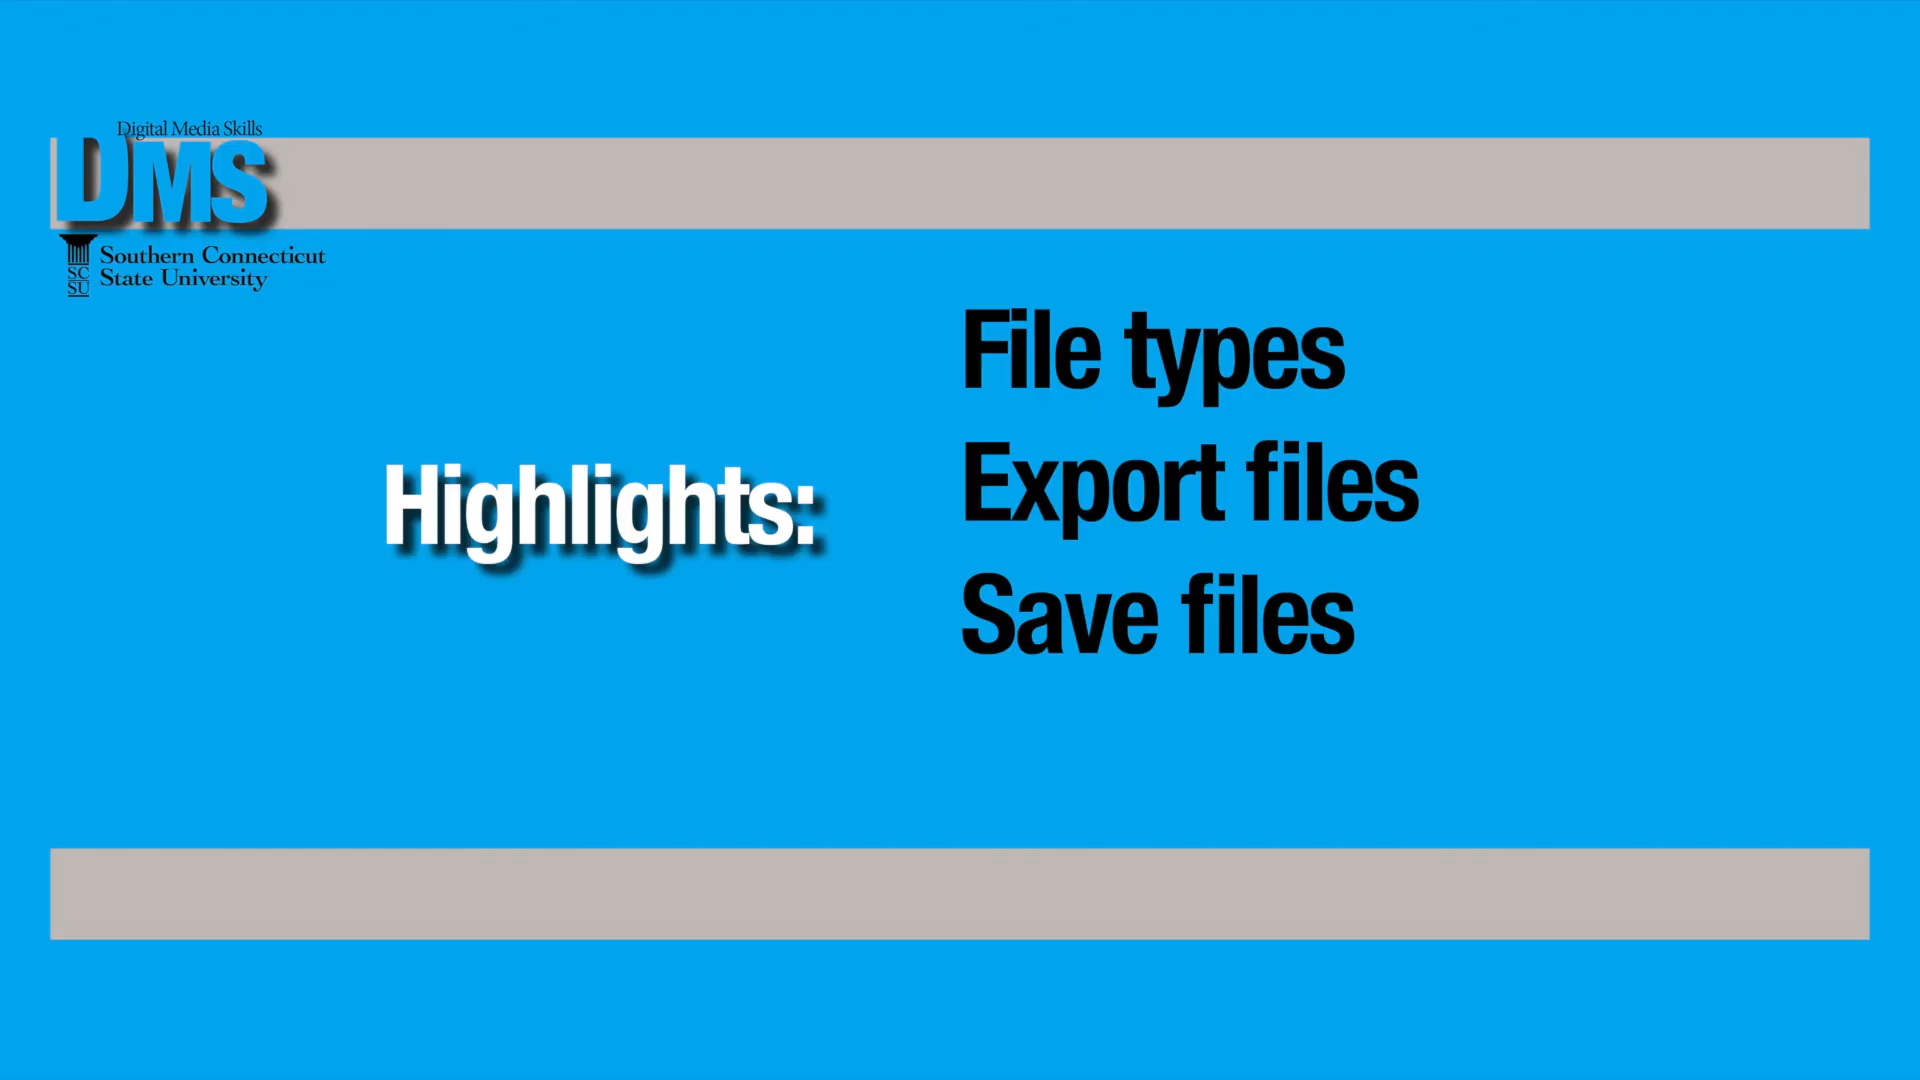 Digital Media Skills
DMS
SC
SU
Southern Connecticut
State University
Highlights:
File types
Export files
Save files